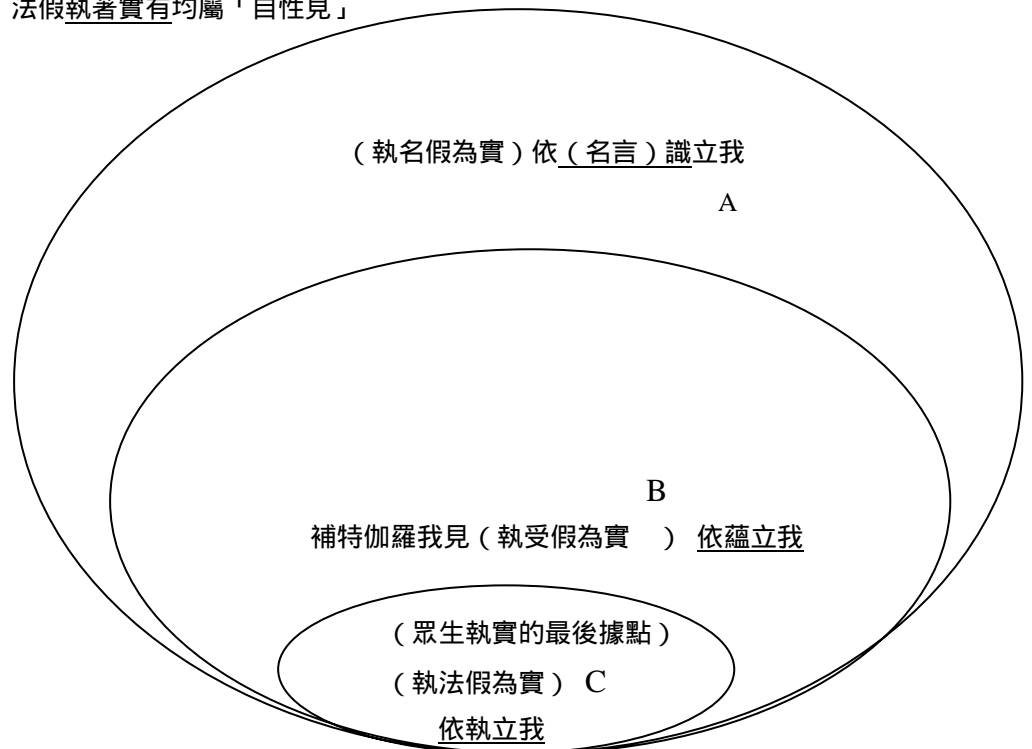 法假執著實有均屬「自性見」
（執名假為實）依（名言）識立我
A
B
補特伽羅我見（執受假為實　）　依蘊立我
（眾生執實的最後據點）
（執法假為實） C
依執立我